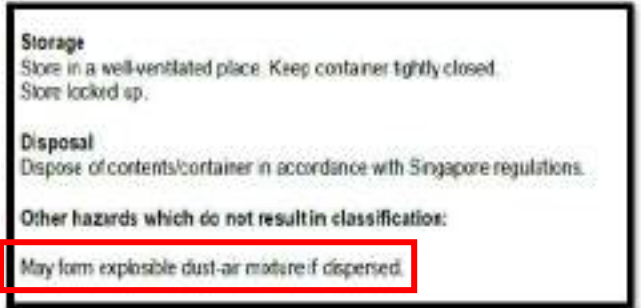 Storage
Store in a well-ventilated place. Keep container tightly closed.
Store locked up.
Disposal
Dispose of contents/container in accordance with Singapore regulations.
Other hazards which do not result in classification:
May form explosible dust-air mixture if dispersed.